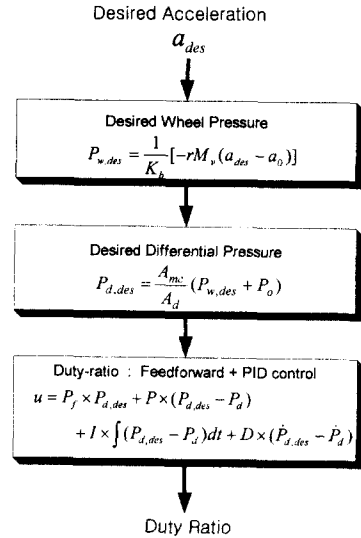 Desired Acceleration
a_des
Desired Wheel Pressure
P_w,des = 1/K_b [-rM_v(a_des - a_0)]
Desired Differential Pressure
P_d,des = A_mc/A_d (P_w,des + P_o)
Duty-ratio : Feedforward + PID control
u = P_f × P_d,des + P × (P_d,des - P_d)
+ I × ∫(P_d,des - P_d)dt + D × (Ṗ_d,des - Ṗ_d)
Duty Ratio